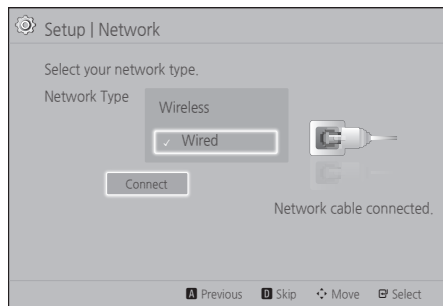 Setup | Network
Select your network type.
Network Type
Wireless
✓ Wired
Connect
Network cable connected.
A Previous D Skip Move Select